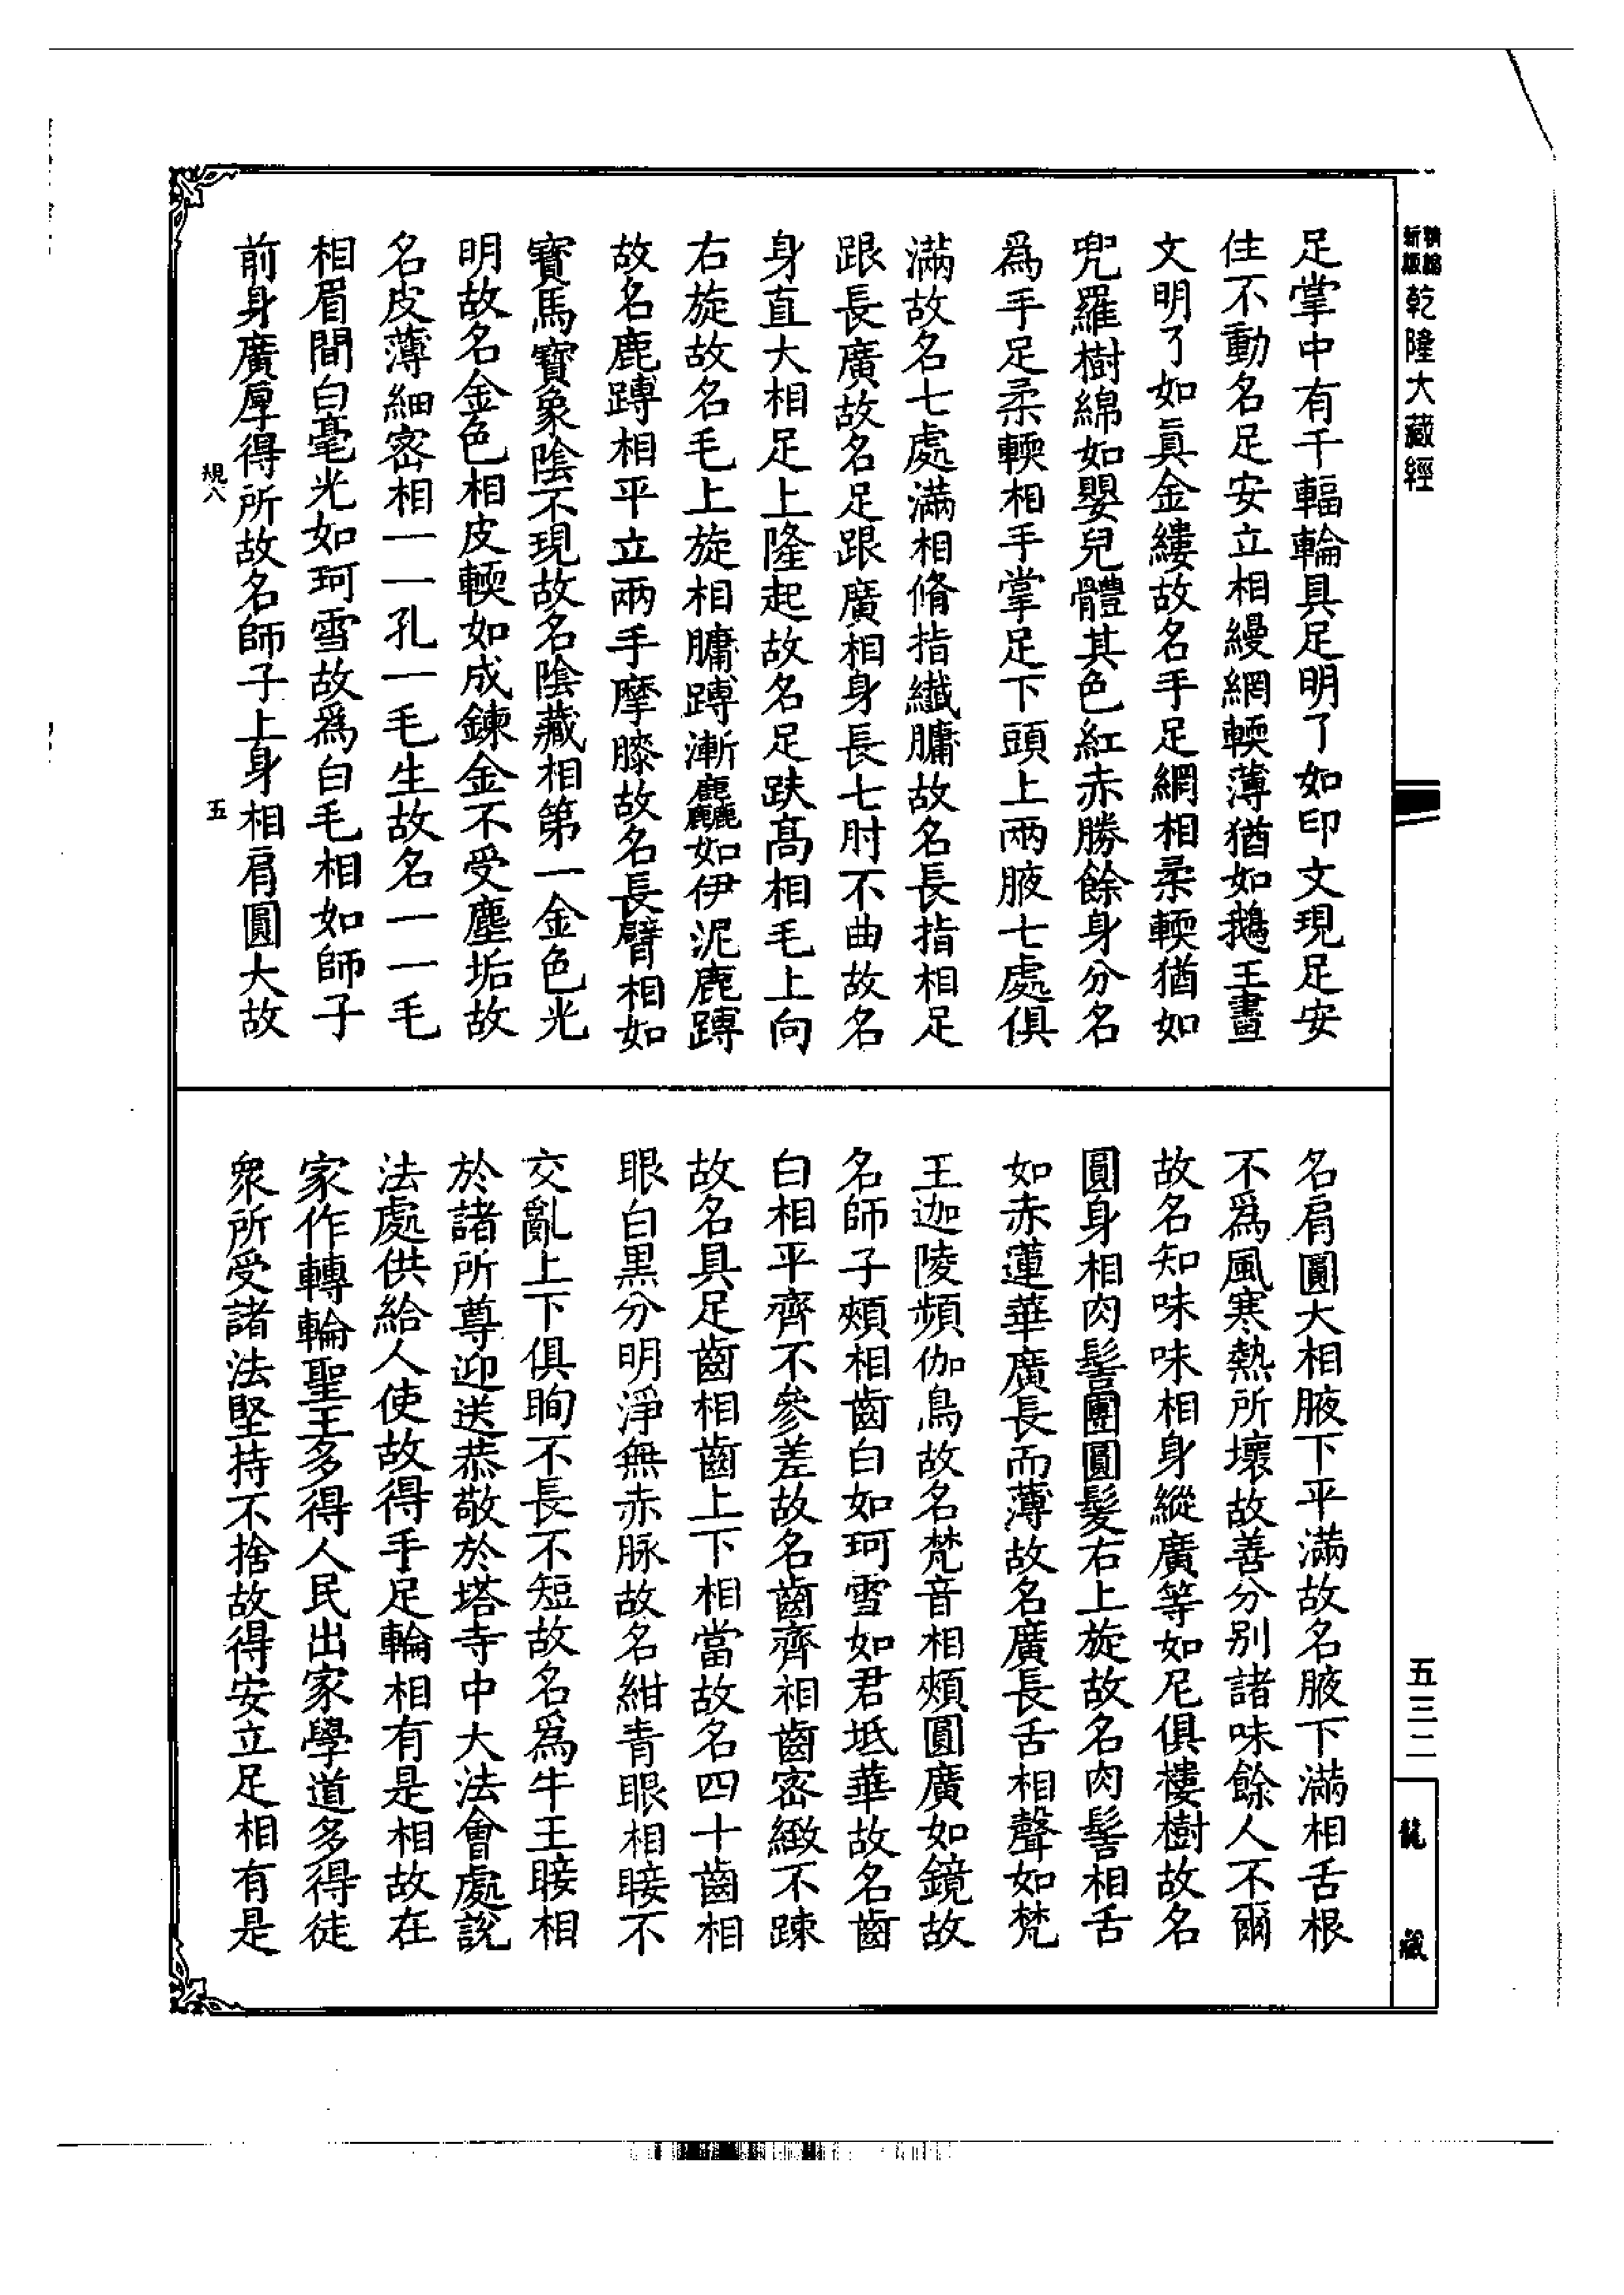 精縮
新版
乾隆大藏經
足掌中有千輻輪具足明了如印文現足安
住不動名足安立相縵網輭薄猶如鵝王畫
文明了如真金縷故名手足網相柔輭猶如
兜羅樹綿如嬰兒體其色紅赤勝餘身分名
爲手足柔輭相手掌足下頭上兩腋七處俱
滿故名七處滿相脩指纖𦟛故名長指相足
跟長廣故名足跟廣相身長七肘不曲故名
身直大相足上隆起故名足趺高相毛上向
右旋故名毛上旋相𦟛蹲漸麤如伊泥鹿蹲
故名鹿蹲相平立兩手摩膝故名長臂相如
寶馬寶象陰不現故名陰藏相第一金色光
明故名金色相皮輭如成鍊金不受塵垢故
名皮薄細密相一一孔一毛生故名一一毛
相眉間白毫光如珂雪故爲白毛相如師子
前身廣厚得所故名師子上身相肩圓大故
規八
五
名肩圓大相腋下平滿故名腋下滿相舌根
不爲風寒熱所壞故善分别諸味餘人不爾
故名知味味相身縱廣等如尼俱樓樹故名
圓身相肉髻團圓髮右上旋故名肉髻相舌
如赤蓮華廣長而薄故名廣長舌相聲如梵
王迦陵頻伽鳥故名梵音相頰圓廣如鏡故
名師子頰相齒白如珂雪如君坻華故名齒
白相平齊不參差故名齒齊相齒密緻不踈
故名具足齒相齒上下相當故名四十齒相
眼白黑分明淨無赤脉故名紺青眼相睫不
交亂上下俱眴不長不短故名爲牛王睫相
於諸所尊迎送恭敬於塔寺中大法會處說
法處供給人使故得手足輪相有是相故在
家作轉輪聖王多得人民出家學道多得徒
衆所受諸法堅持不捨故得安立足相有是
五三二
龍藏